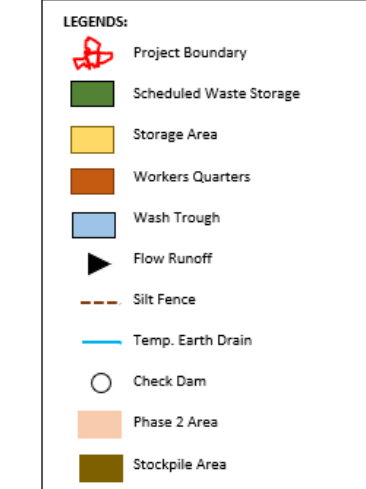 LEGENDS:
Project Boundary
Scheduled Waste Storage
Storage Area
Workers Quarters
Wash Trough
Flow Runoff
Silt Fence
Temp. Earth Drain
Check Dam
Phase 2 Area
Stockpile Area